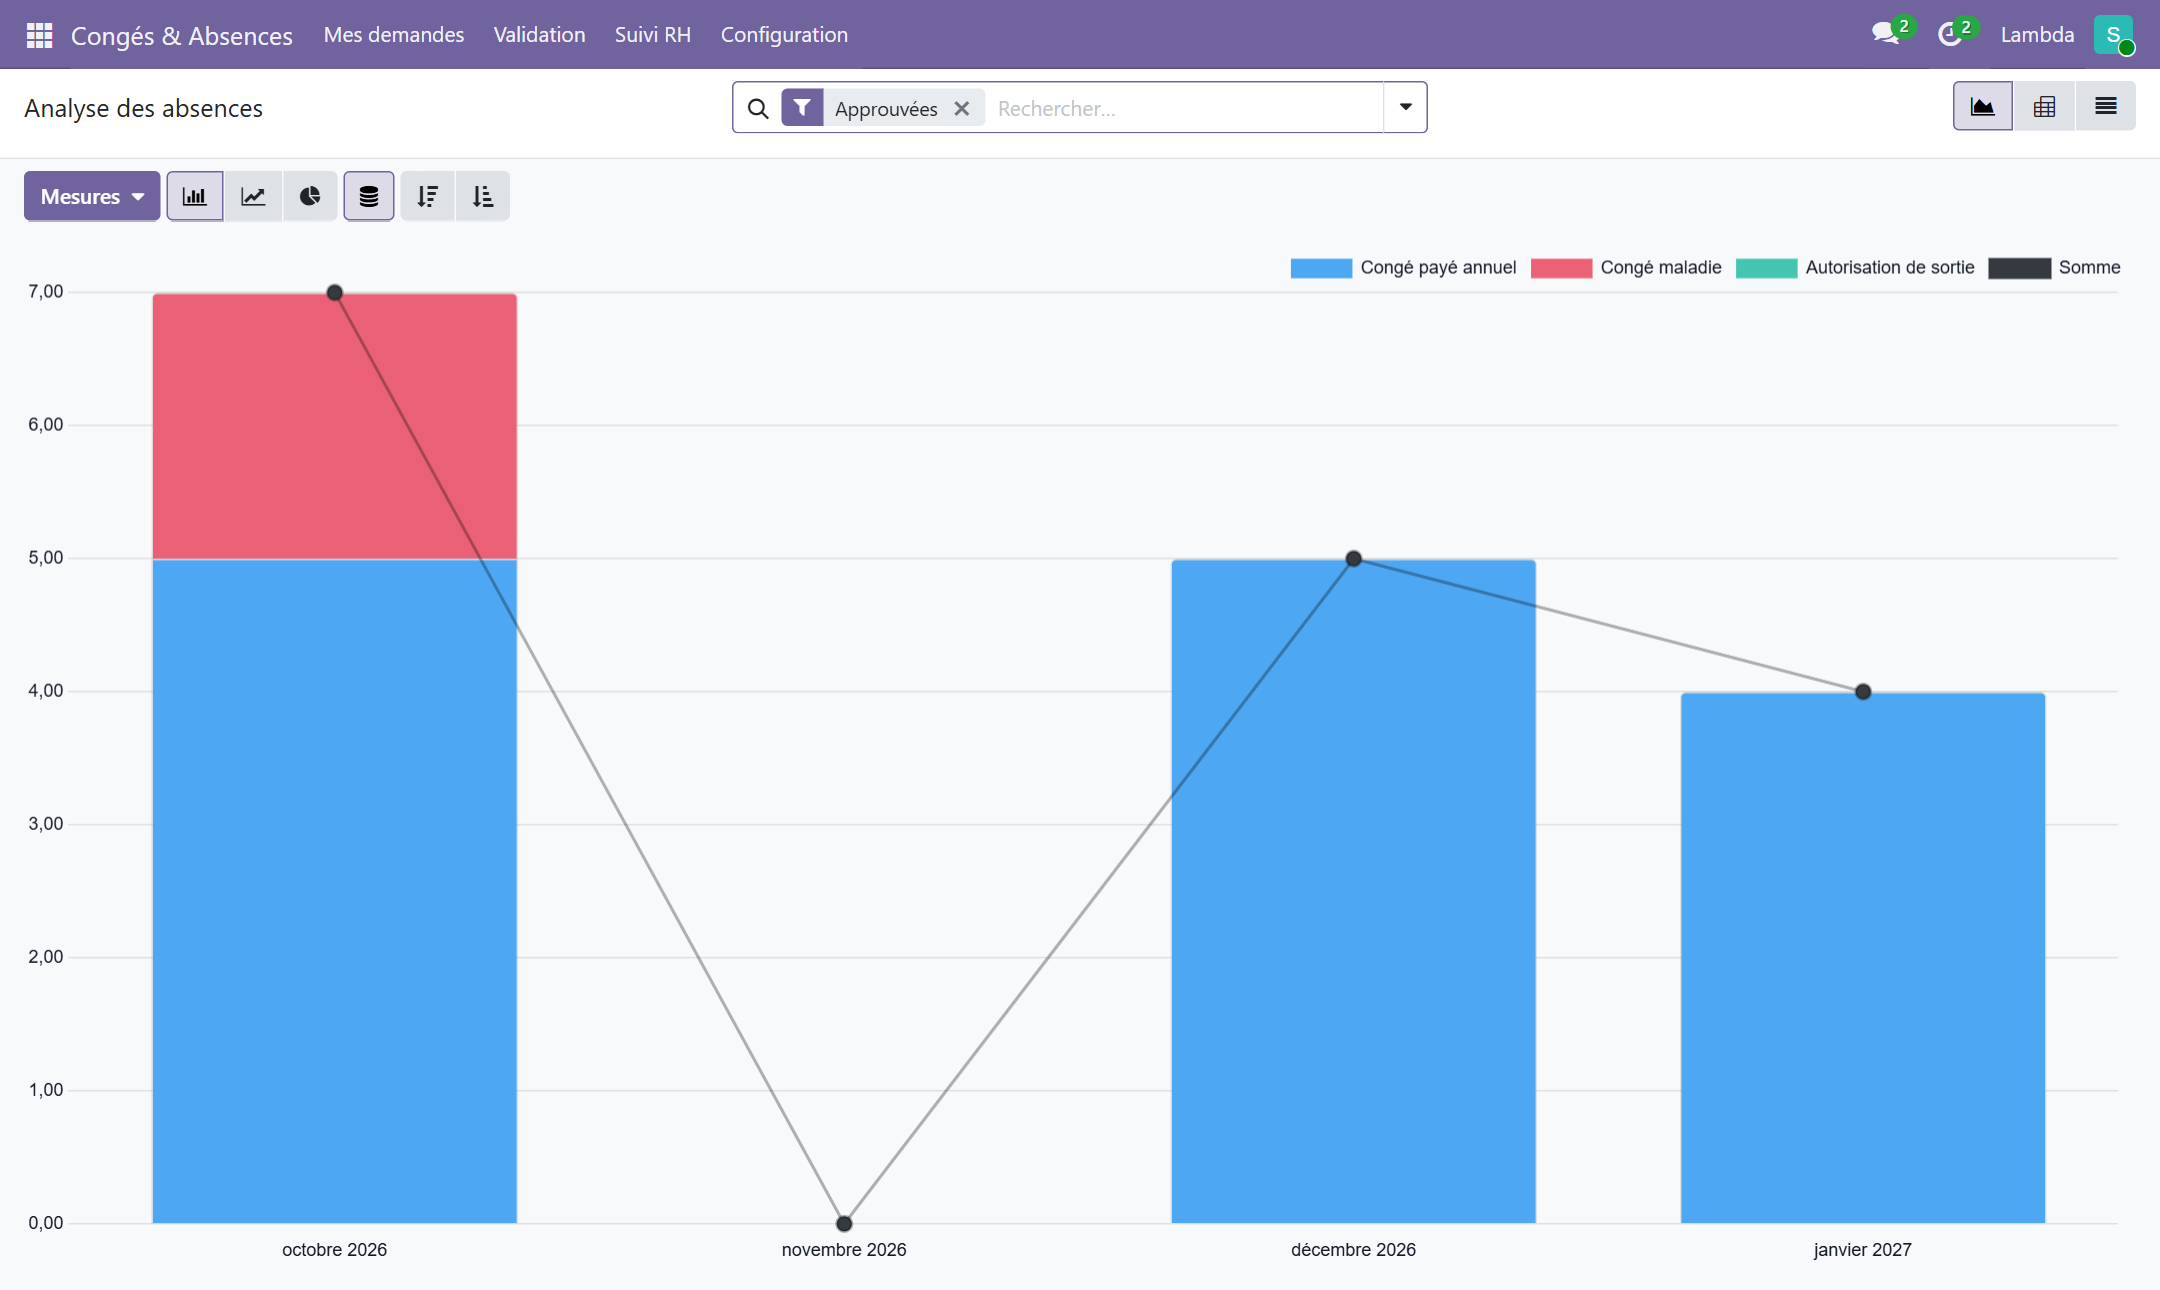 Congés & Absences Mes demandes Validation Suivi RH Configuration 2 2 Lambda S
Analyse des absences Approuvées Rechercher...
Mesures
Congé payé annuel Congé maladie Autorisation de sortie Somme
7,00
6,00
5,00
4,00
3,00
2,00
1,00
0,00
octobre 2026 novembre 2026 décembre 2026 janvier 2027